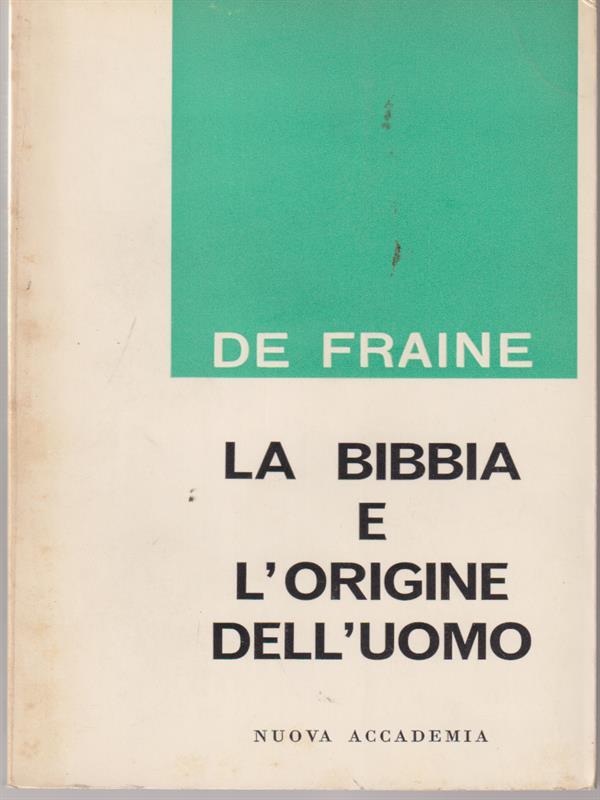 DE FRAINE
LA BIBBIA
E
L'ORIGINE
DELL'UOMO
NUOVA ACCADEMIA